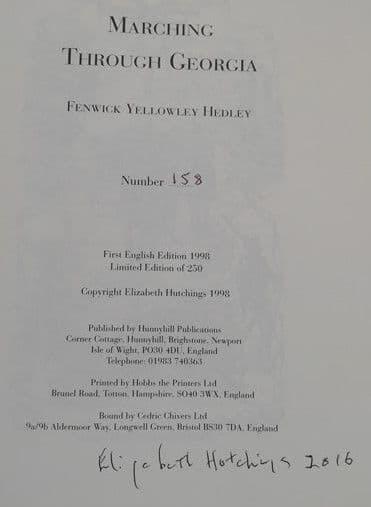 MARCHING
THROUGH GEORGIA
FENWICK YELLOWLEY HEDLEY
Number 158
First English Edition 1998
Limited Edition of 250
Copyright Elizabeth Hutchings 1998
Published by Hunnyhill Publications
Corner Cottage, Hunnyhill, Brighstone, Newport
Isle of Wight, PO30 4DU, England
Telephone: 01983 740363
Printed by Hobbs the Printers Ltd
Brunel Road, Totton, Hampshire, SO40 3WX, England
Bound by Cedric Chivers Ltd
9a/9b Aldermoor Way, Longwell Green, Bristol BS30 7DA, England
Elizabeth Hutchings 2016